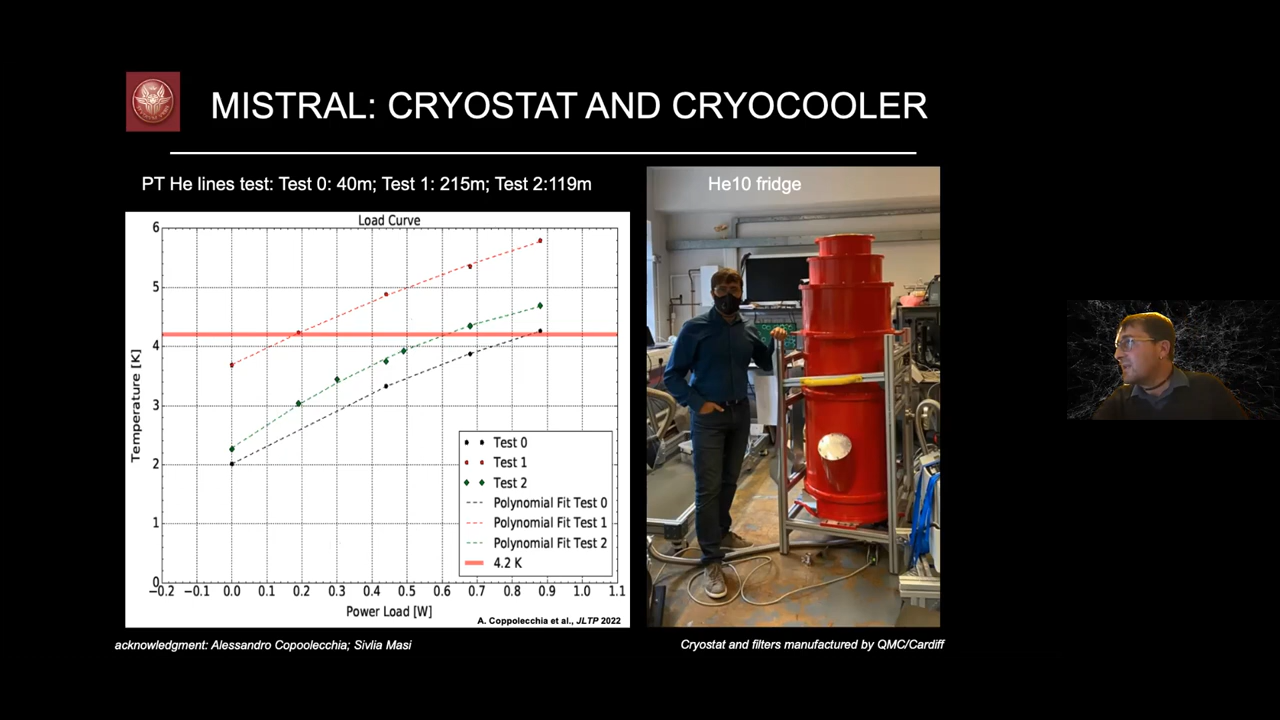 MISTRAL: CRYOSTAT AND CRYOCOOLER
PT He lines test: Test 0: 40m; Test 1: 215m; Test 2:119m
He10 fridge
Load Curve
6
5
4
3
2
1
0
Temperature [K]
−0.2 −0.1 0.0 0.1 0.2 0.3 0.4 0.5 0.6 0.7 0.8 0.9 1.0 1.1
Power Load [W]
Test 0
Test 1
Test 2
Polynomial Fit Test 0
Polynomial Fit Test 1
Polynomial Fit Test 2
4.2 K
A. Coppolecchia et al., JLTP 2022
acknowledgment: Alessandro Copoolecchia; Sivlia Masi
Cryostat and filters manufactured by QMC/Cardiff